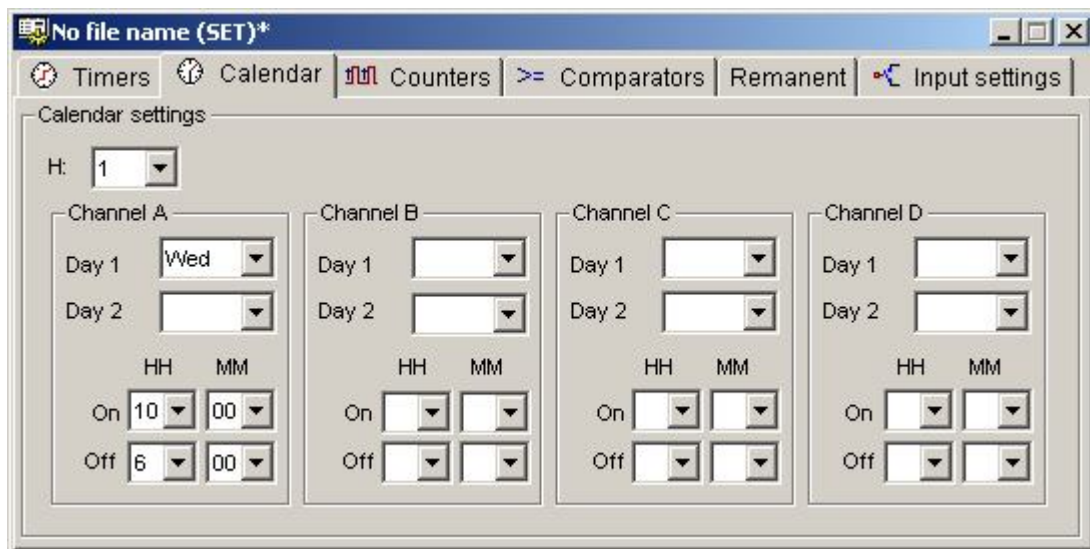 No file name (SET)*
Timers Calendar Counters >= Comparators Remanent Input settings
Calendar settings
H: 1
Channel A Channel B Channel C Channel D
Day 1 Wed Day 1 Day 1 Day 1
Day 2 Day 2 Day 2 Day 2
HH MM HH MM HH MM HH MM
On 10 00 On On On
Off 6 00 Off Off Off